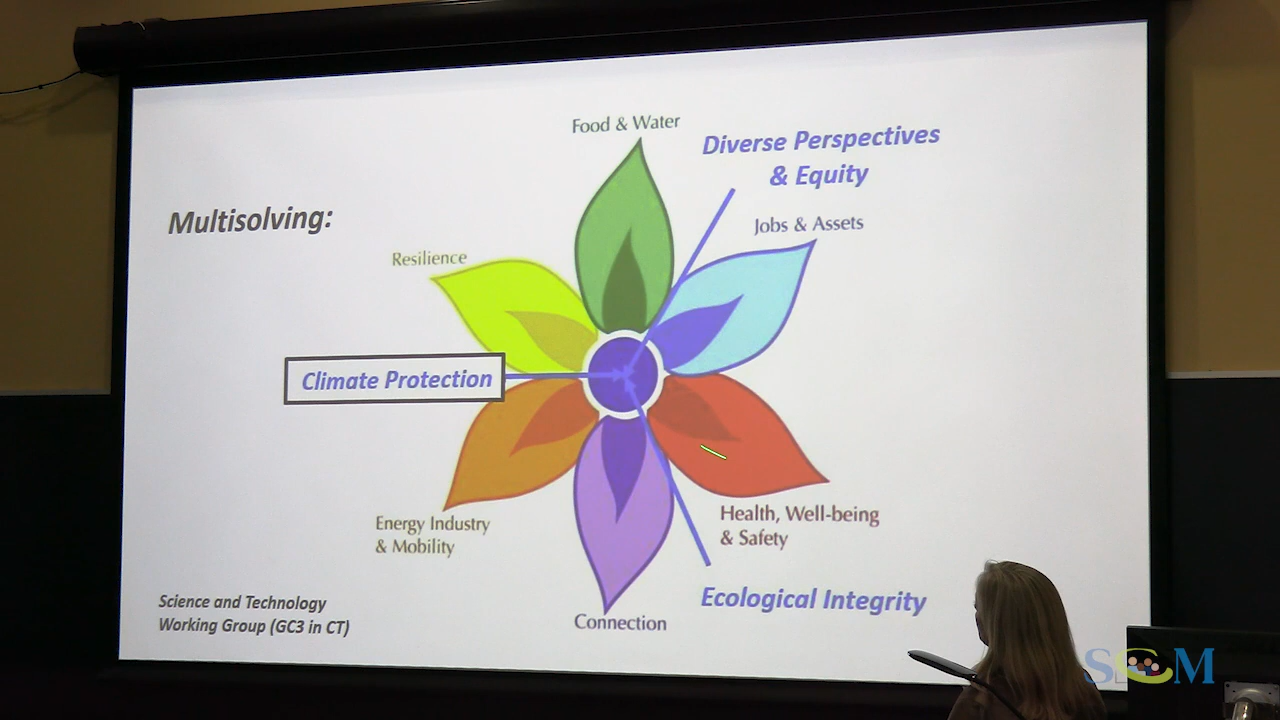 Food & Water
Diverse Perspectives
& Equity
Multisolving:
Jobs & Assets
Resilience
Climate Protection
Energy Industry
& Mobility
Health, Well-being
& Safety
Science and Technology
Working Group (GC3 in CT)
Ecological Integrity
Connection
SCM